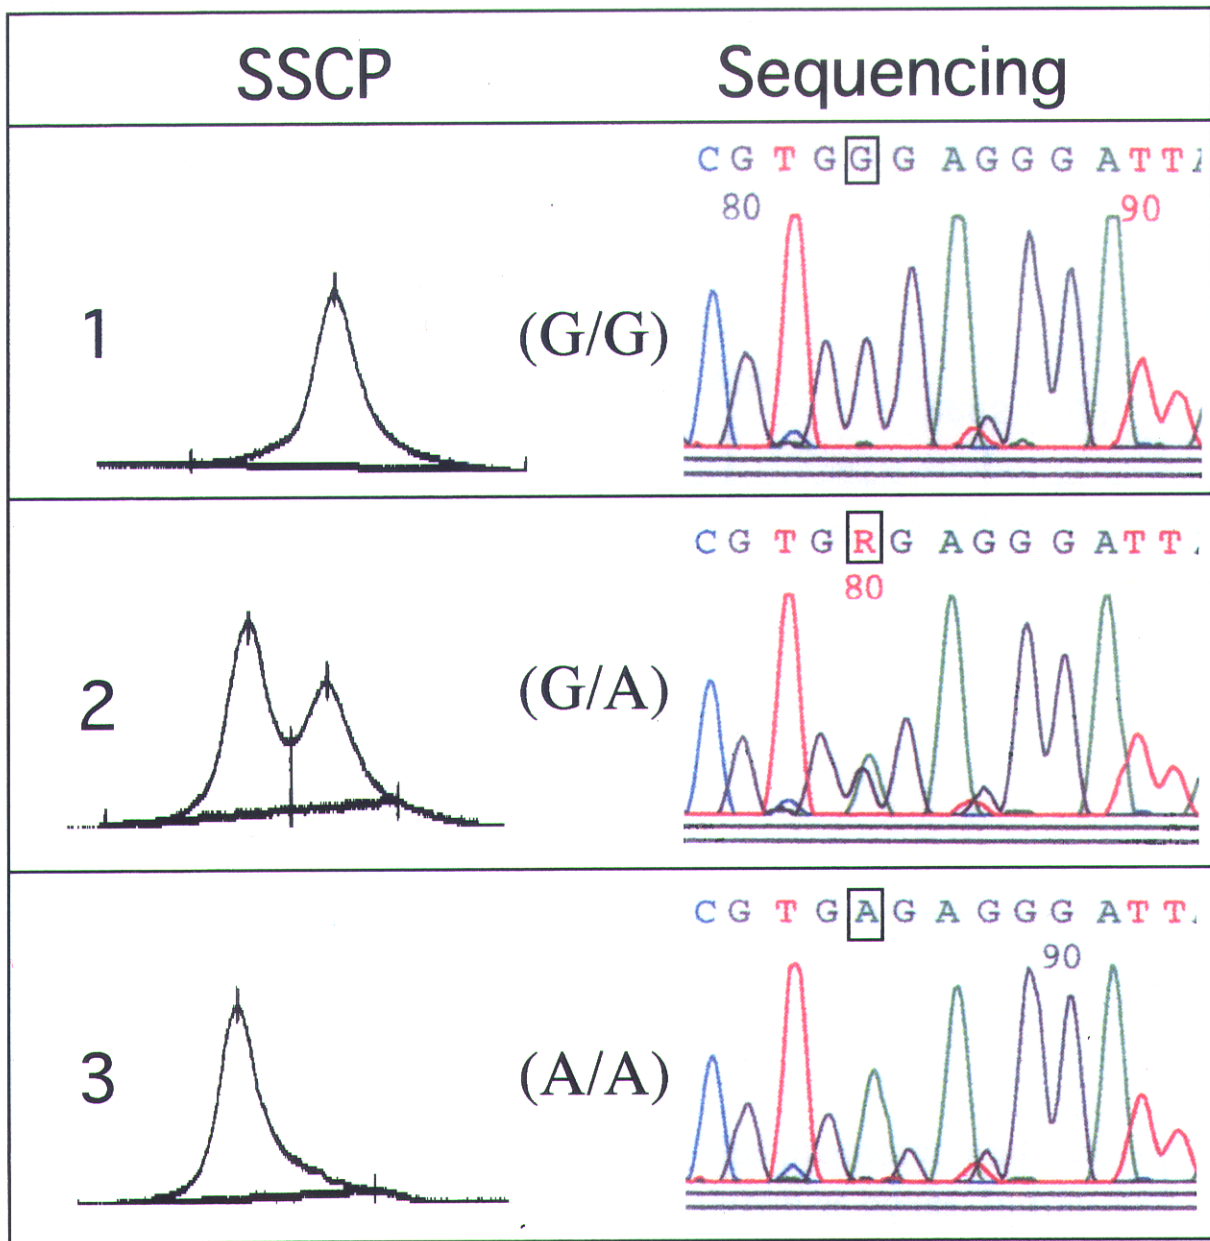 SSCP Sequencing
C G T G G G A G G G A T T A
80 90
1 (G/G)
C G T G R G A G G G A T T
80
2 (G/A)
C G T G A G A G G G A T T
90
3 (A/A)